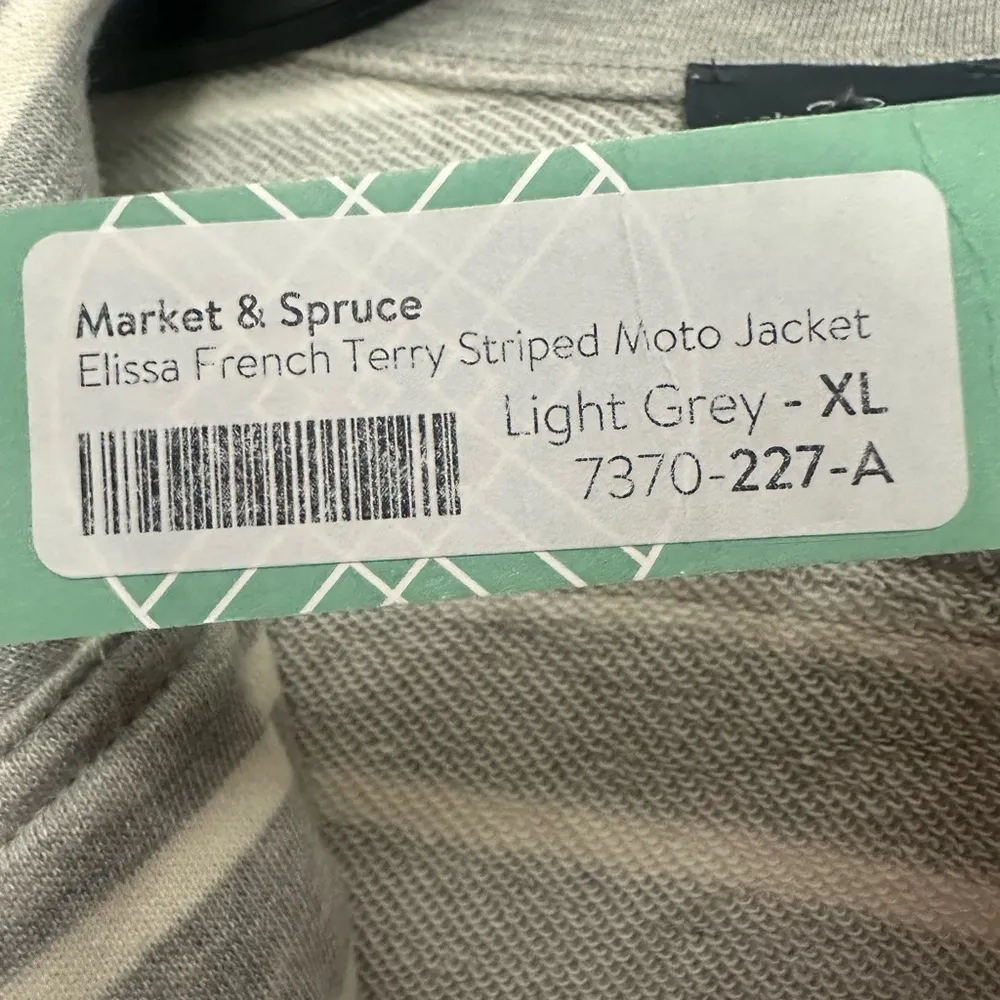 Market & Spruce
Elissa French Terry Striped Moto Jacket
Light Grey - XL
7370-227-A